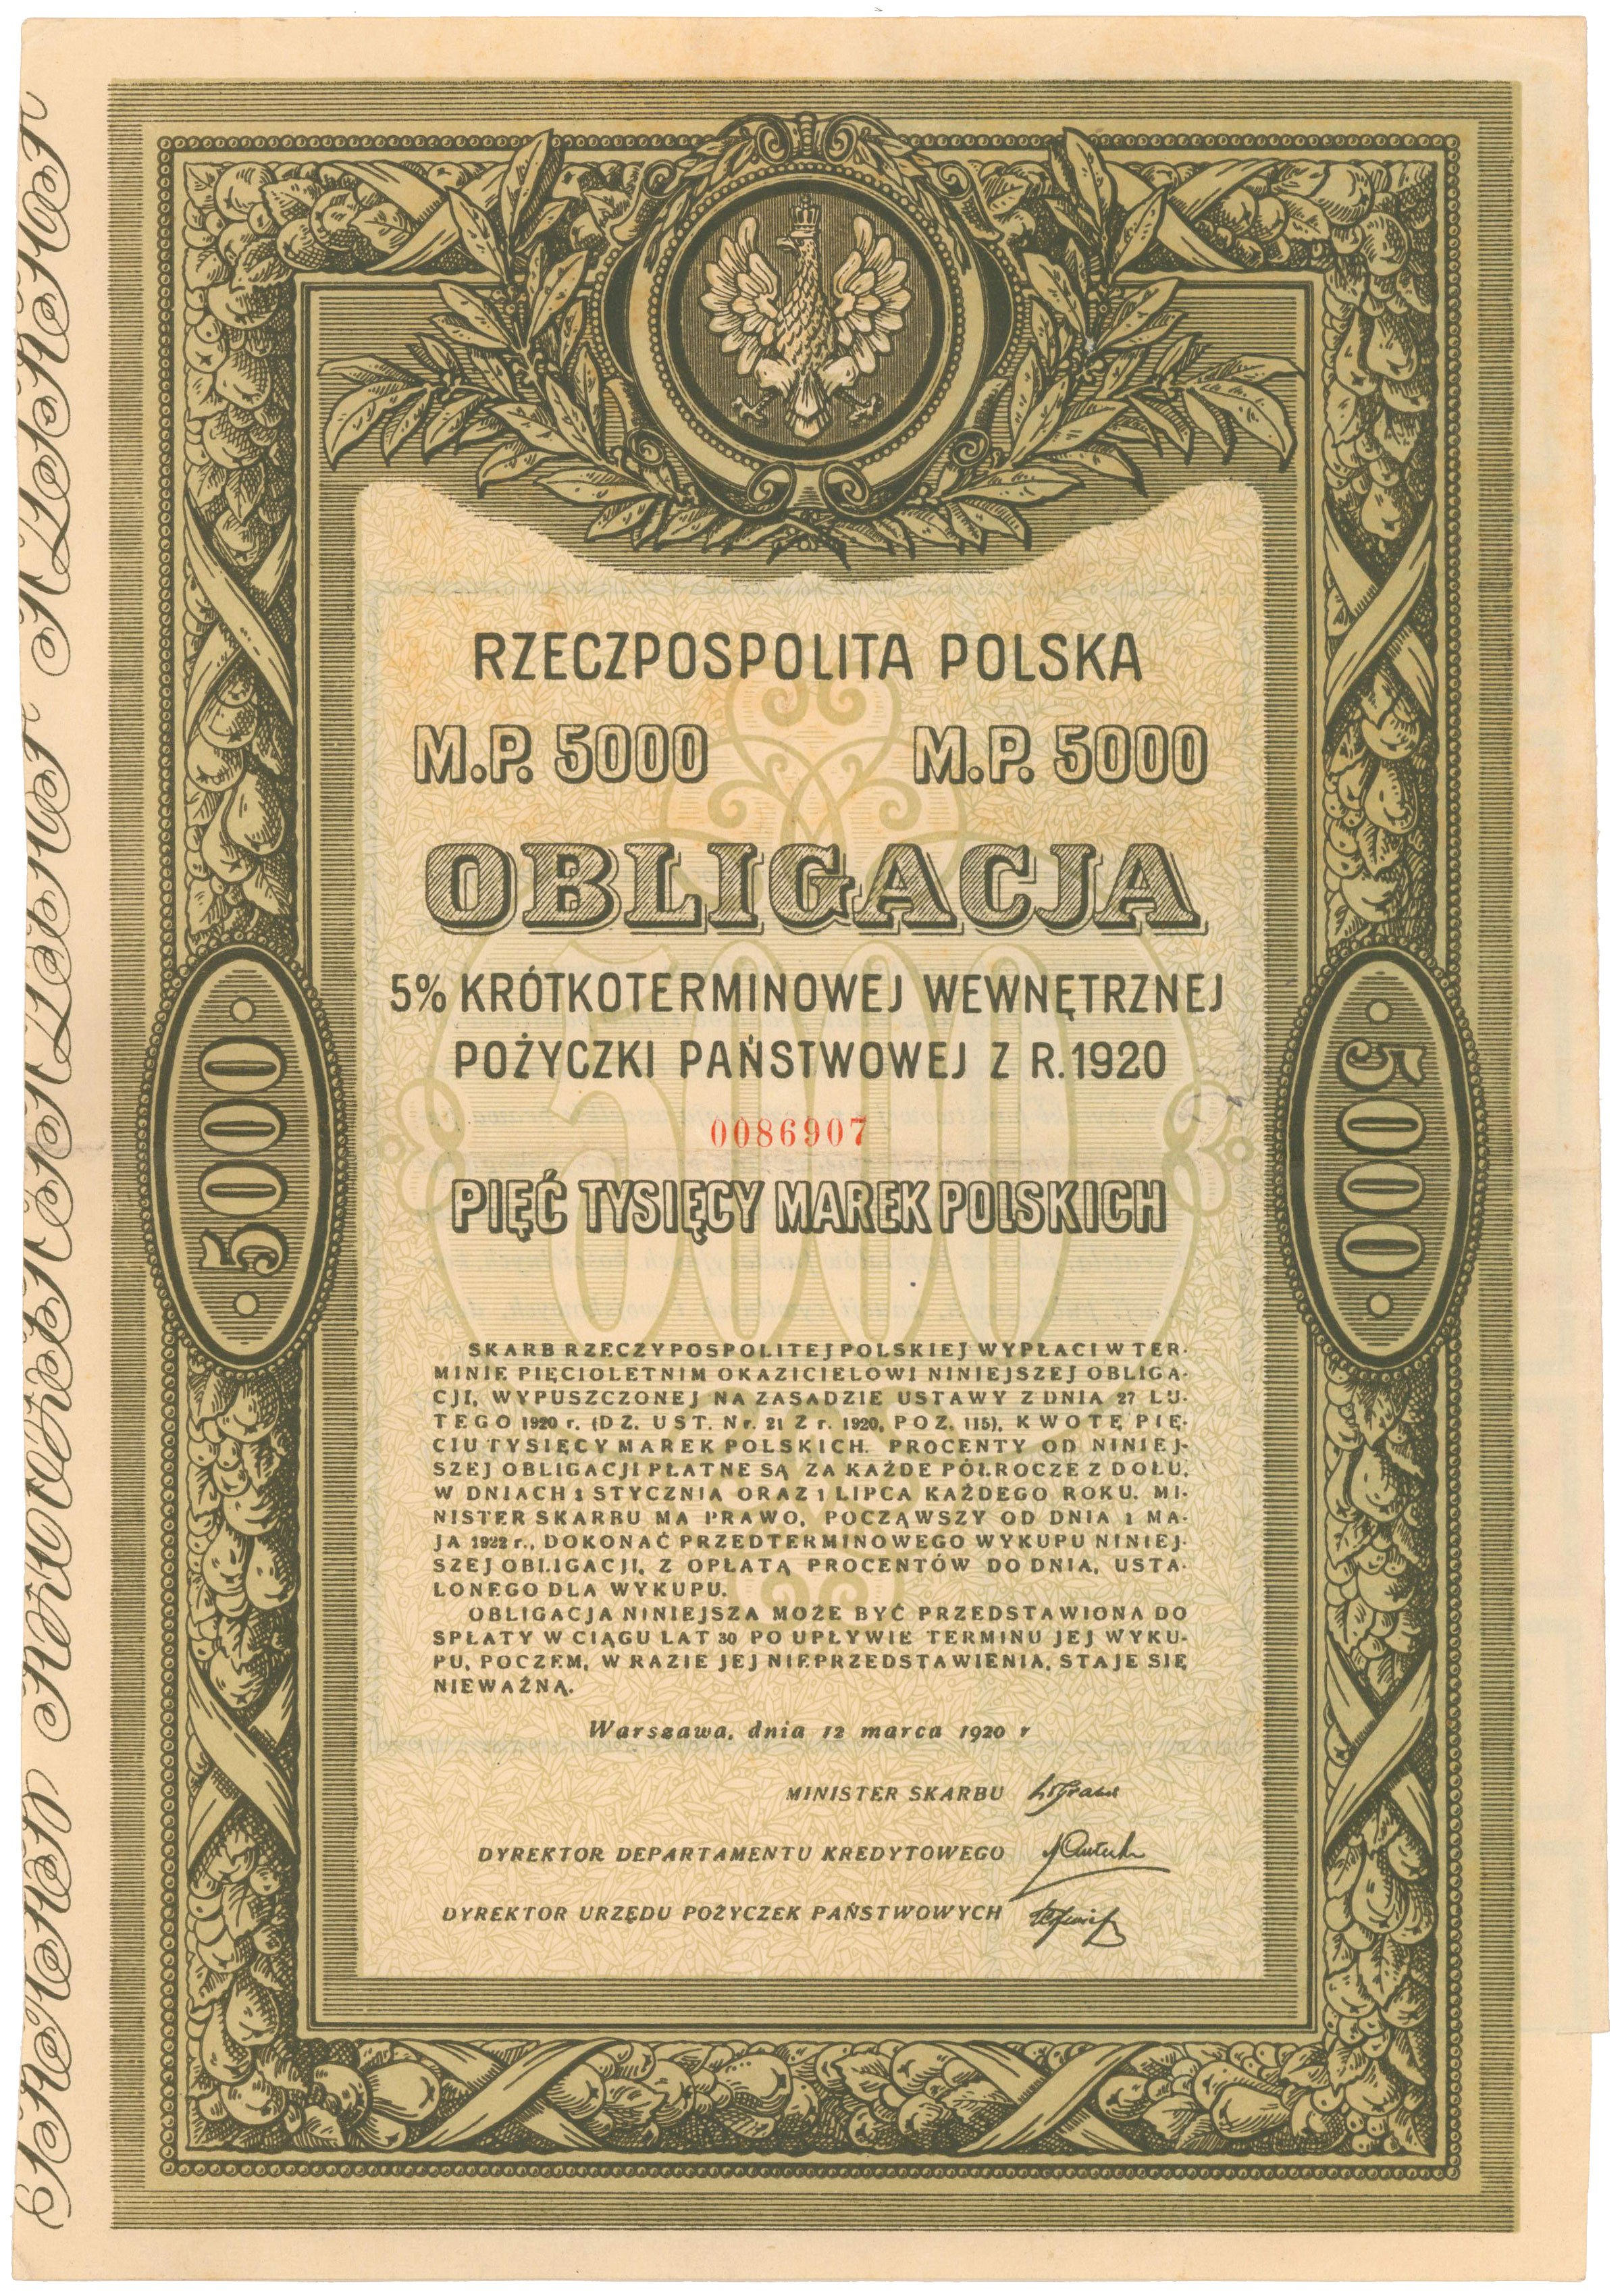 RZECZPOSPOLITA POLSKA
M.P. 5000 M.P. 5000
OBLIGACJA
5% KRÓTKOTERMINOWEJ WEWNĘTRZNEJ
POŻYCZKI PAŃSTWOWEJ Z R.1920
0086907
PIĘĆ TYSIĘCY MAREK POLSKICH
5000
·5000·
·5000·
SKARB RZECZYPOSPOLITEJ POLSKIEJ WYPŁACI W TER-
MINIE PIĘCIOLETNIM OKAZICIELOWI NINIEJSZEJ OBLIGA-
CJI, WYPUSZCZONEJ NA ZASADZIE USTAWY Z DNIA 27 LU-
TEGO 1920 r. (DZ. UST. Nr. 21 Z r. 1920, POZ. 115), KWOTĘ PIĘ-
CIU TYSIĘCY MAREK POLSKICH. PROCENTY OD NINIEJ-
SZEJ OBLIGACJI PŁATNE SĄ ZA KAŻDE PÓŁROCZE Z DOŁU,
W DNIACH 1 STYCZNIA ORAZ 1 LIPCA KAŻDEGO ROKU. MI-
NISTER SKARBU MA PRAWO, POCZĄWSZY OD DNIA 1 MA-
JA 1922 r., DOKONAĆ PRZEDTERMINOWEGO WYKUPU NINIEJ-
SZEJ OBLIGACJI, Z OPŁATĄ PROCENTÓW DO DNIA, USTA-
LONEGO DLA WYKUPU.
OBLIGACJA NINIEJSZA MOŻE BYĆ PRZEDSTAWIONA DO
SPŁATY W CIĄGU LAT 30 PO UPŁYWIE TERMINU JEJ WYKU-
PU, POCZEM, W RAZIE JEJ NIEPRZEDSTAWIENIA, STAJE SIĘ
NIEWAŻNĄ.
Warszawa, dnia 12 marca 1920 r
MINISTER SKARBU
DYREKTOR DEPARTAMENTU KREDYTOWEGO
DYREKTOR URZĘDU POŻYCZEK PAŃSTWOWYCH